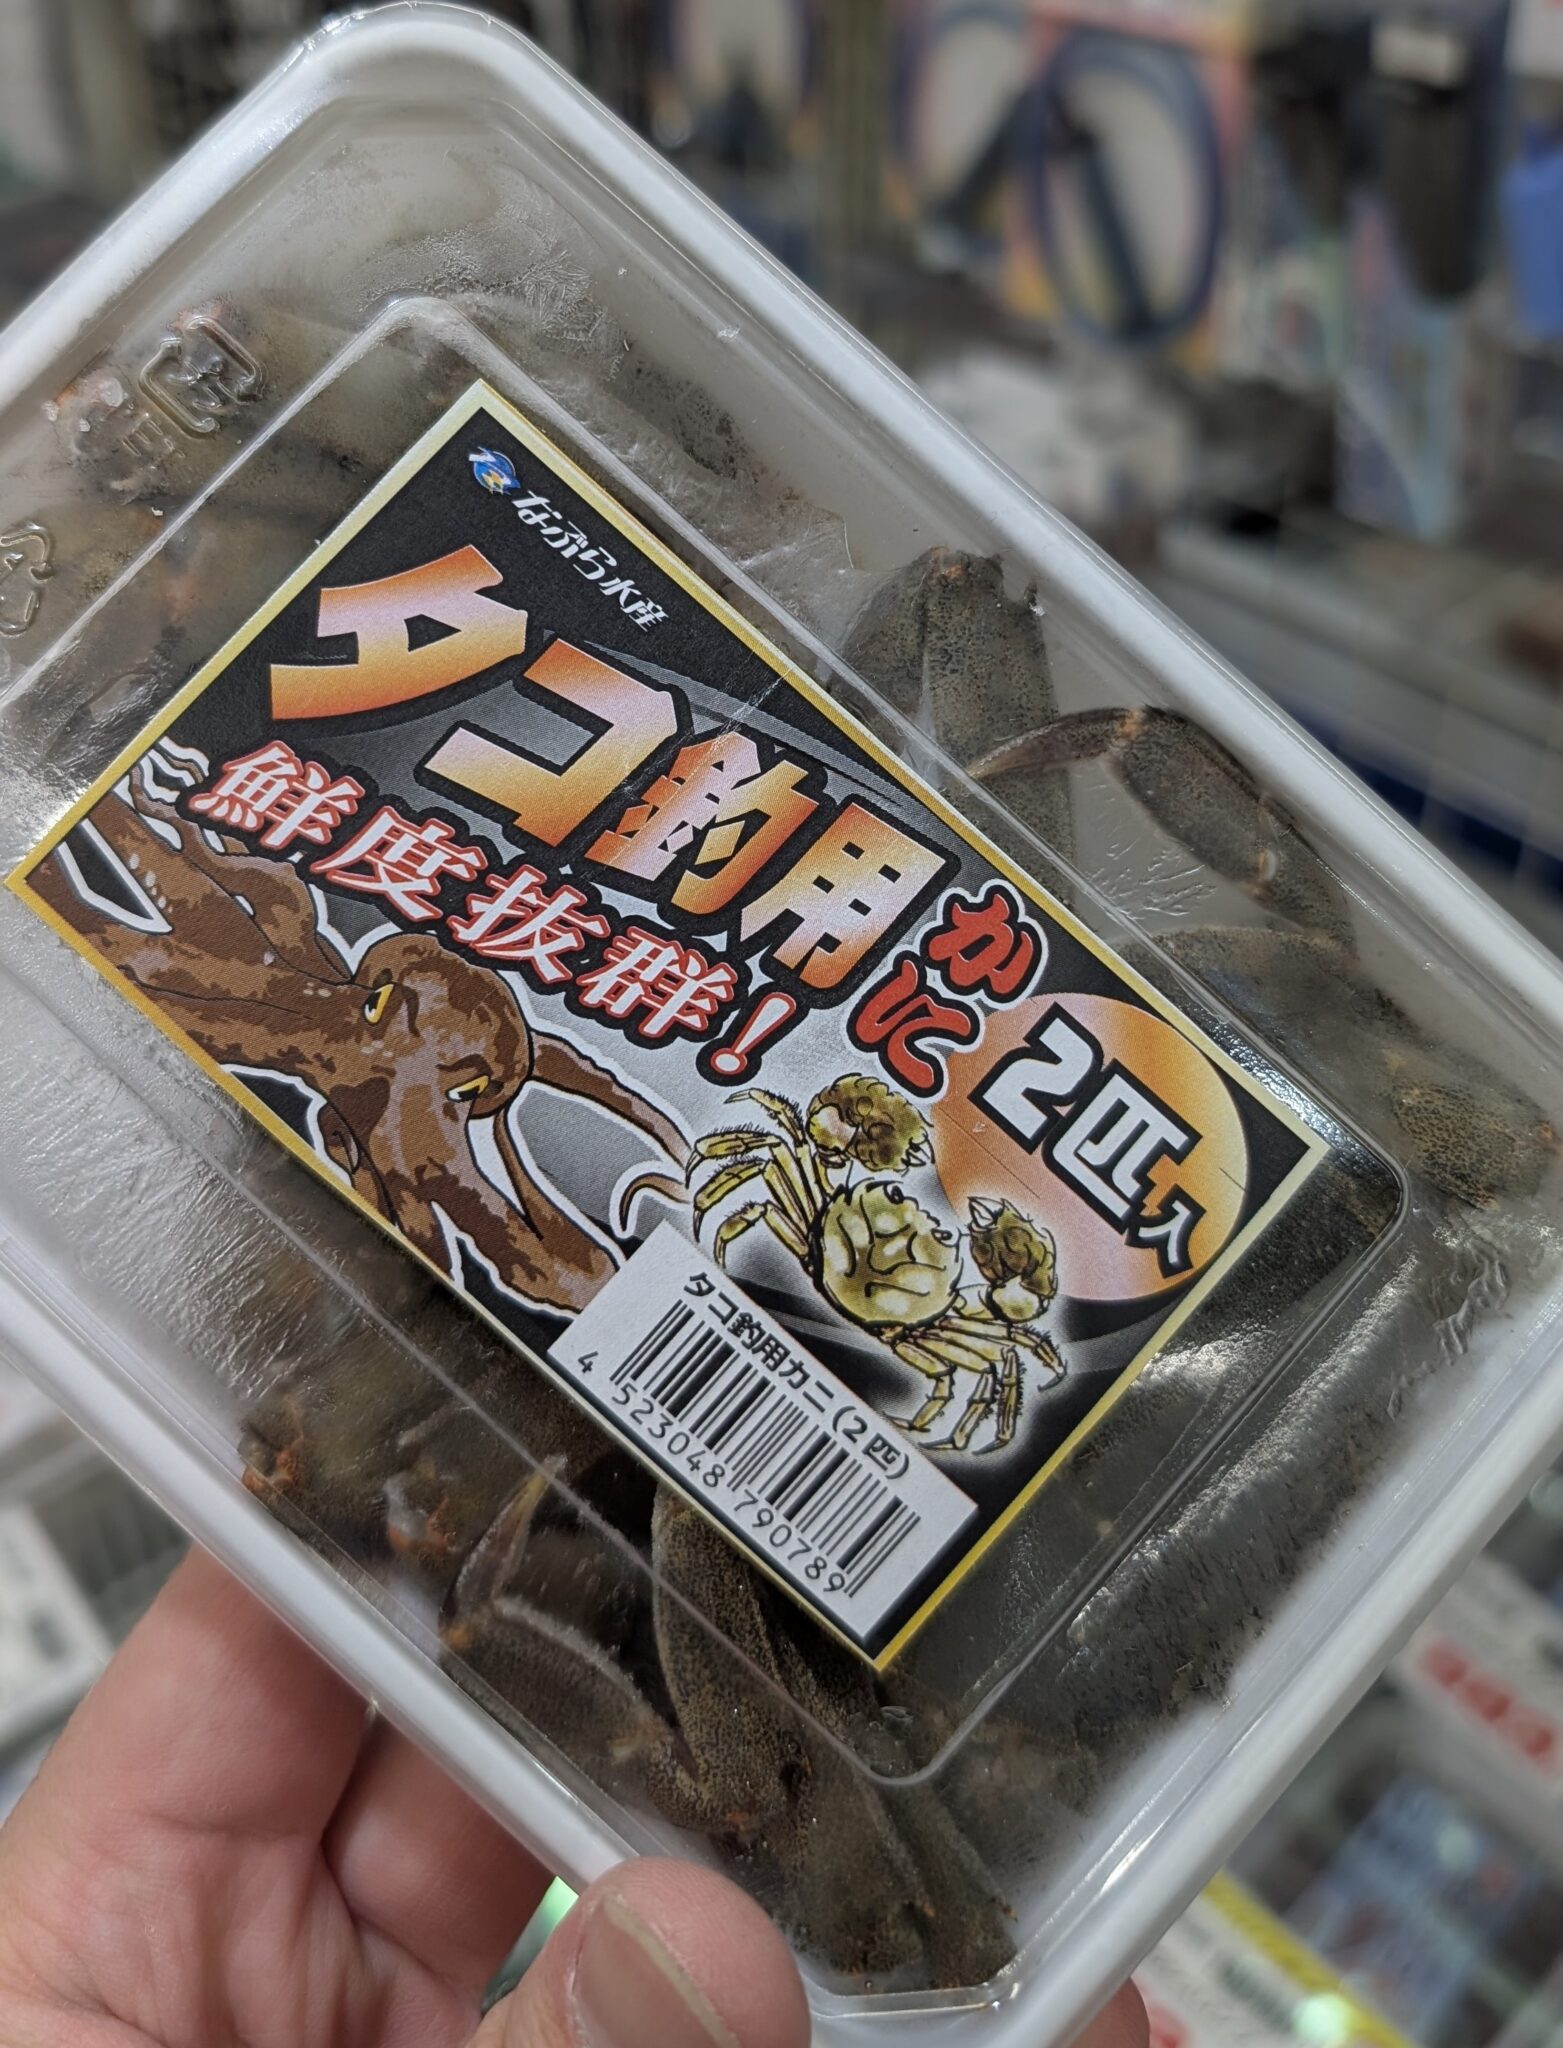 なぶら水産
タコ釣用
かに
鮮度抜群!
2匹入
タコ釣用カニ(2匹)
4 523048 790789